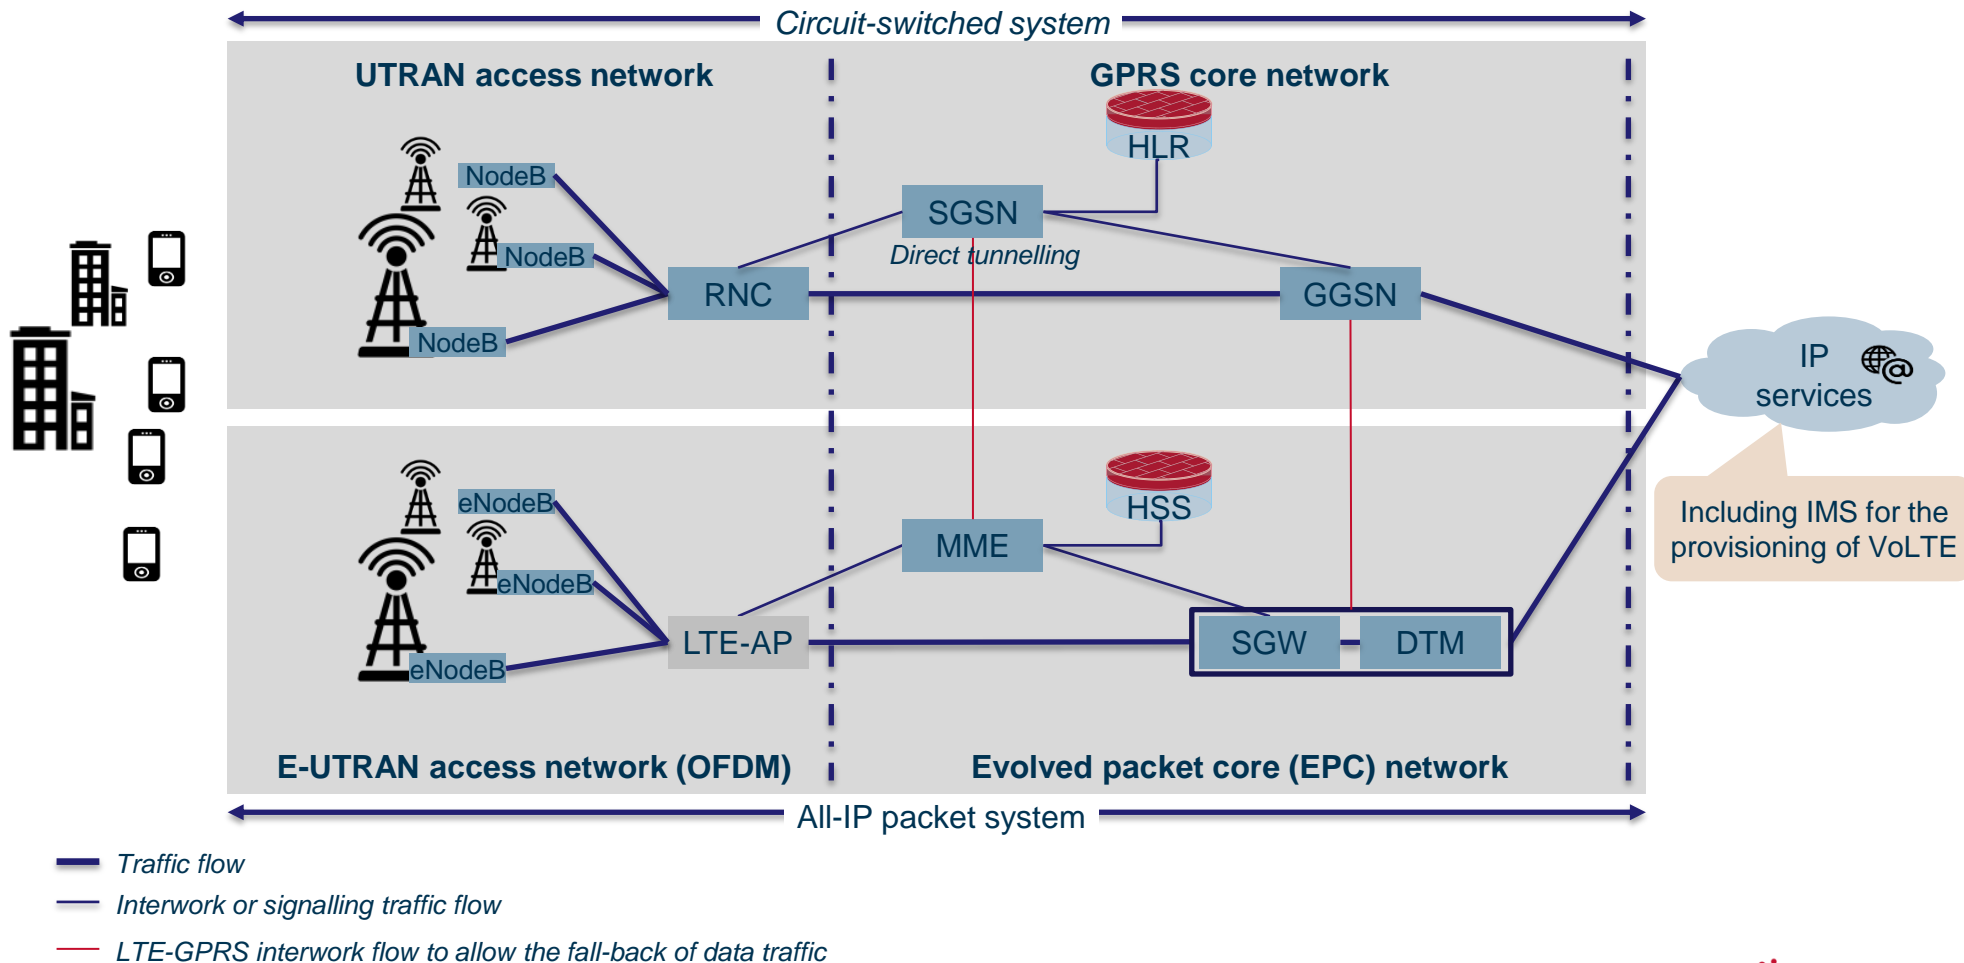 Circuit-switched system
UTRAN access network
GPRS core network
HLR
NodeB
SGSN
NodeB
Direct tunnelling
RNC
GGSN
NodeB
IP
services
eNodeB
HSS
Including IMS for the
provisioning of VoLTE
MME
eNodeB
LTE-AP
SGW
DTM
eNodeB
E-UTRAN access network (OFDM)
Evolved packet core (EPC) network
All-IP packet system
Traffic flow
Interwork or signalling traffic flow
LTE-GPRS interwork flow to allow the fall-back of data traffic